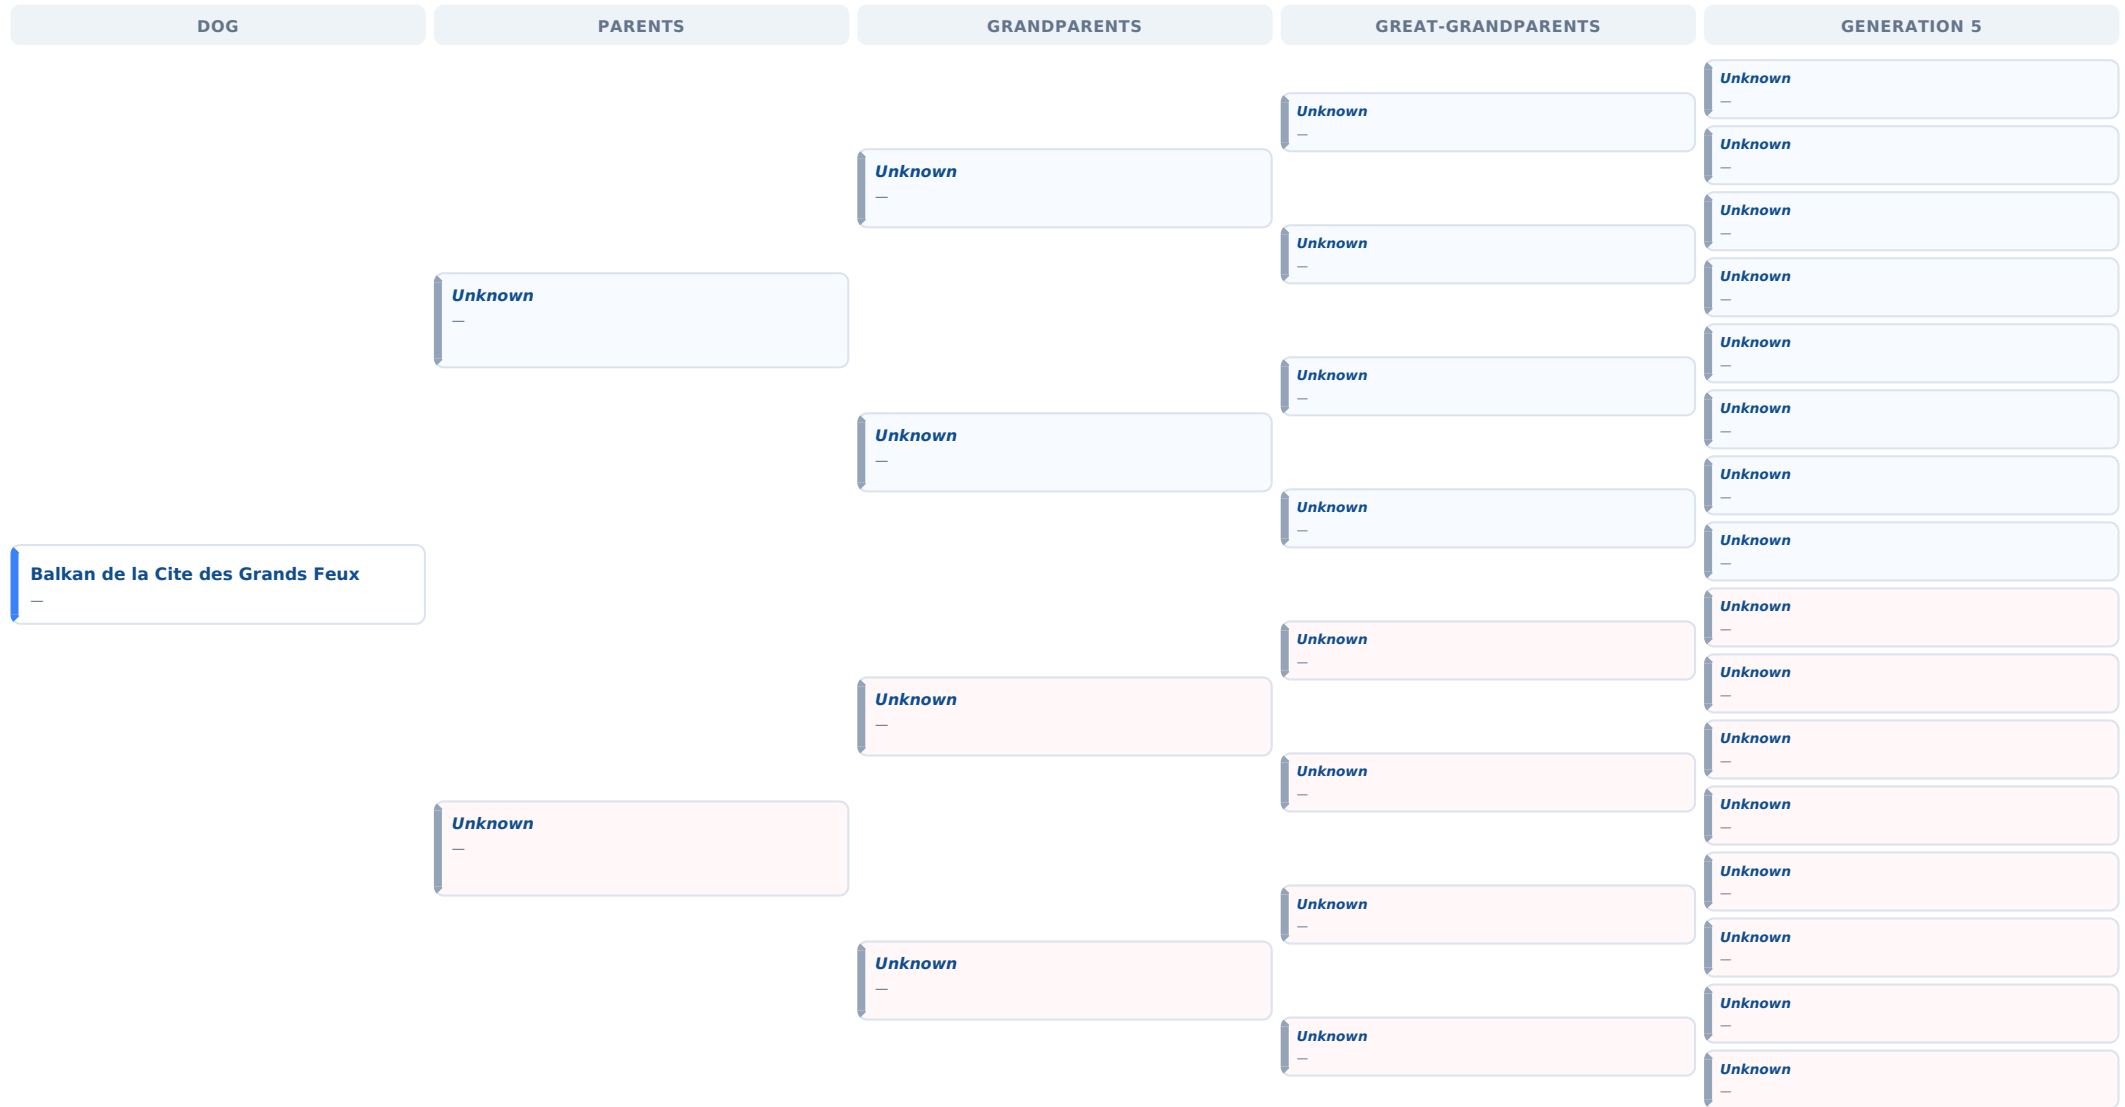 DOG
PARENTS
GRANDPARENTS
GREAT-GRANDPARENTS
GENERATION 5
Balkan de la Cite des Grands Feux
—
Unknown
—
Unknown
—
Unknown
—
Unknown
—
Unknown
—
Unknown
—
Unknown
—
Unknown
—
Unknown
—
Unknown
—
Unknown
—
Unknown
—
Unknown
—
Unknown
—
Unknown
—
Unknown
—
Unknown
—
Unknown
—
Unknown
—
Unknown
—
Unknown
—
Unknown
—
Unknown
—
Unknown
—
Unknown
—
Unknown
—
Unknown
—
Unknown
—
Unknown
—
Unknown
—